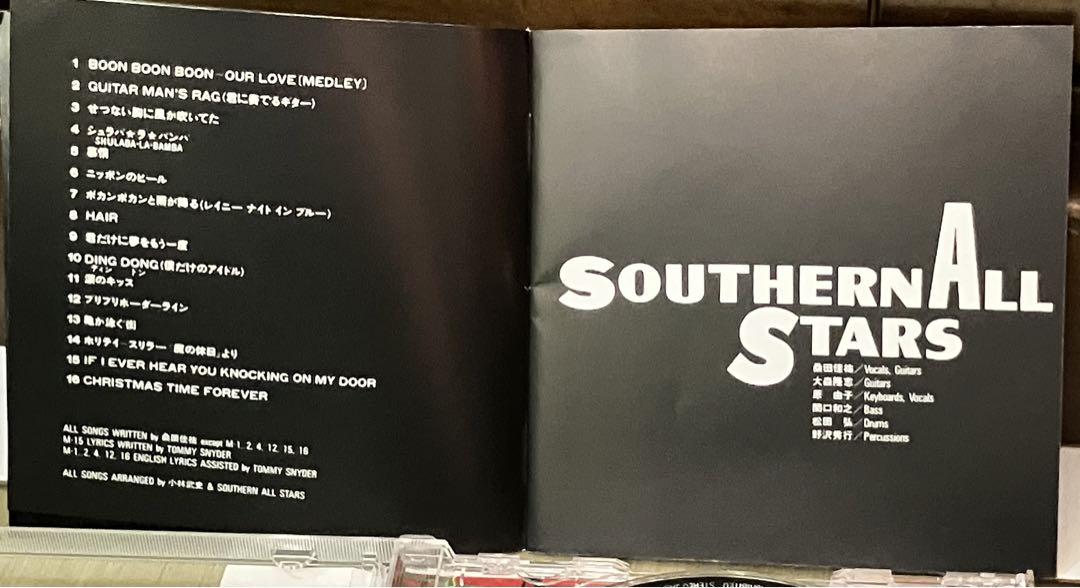 1 BOON BOON BOON～OUR LOVE〔MEDLEY〕
2 GUITAR MAN'S RAG(君に奏でるギター)
3 せつない胸に風が吹いてた
4 シュラバ★ラ★バンバ
SHULABA-LA-BAMBA
5 慕情
6 ニッポンのヒール
7 ポカンポカンと雨が降る(レイニー ナイト イン ブルー)
8 HAIR
9 君だけに夢をもう一度
10 DING DONG(僕だけのアイドル)
ディン ドン
11 涙のキッス
12 ブリブリボーダーライン
13 亀が泳ぐ街
14 ホリデイ～スリラー「魔の休日」より
15 IF I EVER HEAR YOU KNOCKING ON MY DOOR
16 CHRISTMAS TIME FOREVER
ALL SONGS WRITTEN by 桑田佳祐 except M-1. 2. 4. 12. 15. 16
M-15 LYRICS WRITTEN by TOMMY SNYDER
M-1. 2. 4. 12. 16 ENGLISH LYRICS ASSISTED by TOMMY SNYDER
ALL SONGS ARRANGED by 小林武史 & SOUTHERN ALL STARS
SOUTHERN ALL
STARS
桑田佳祐／Vocals, Guitars
大森隆志／Guitars
原 由子／Keyboards, Vocals
関口和之／Bass
松田 弘／Drums
野沢秀行／Percussions
STEREO